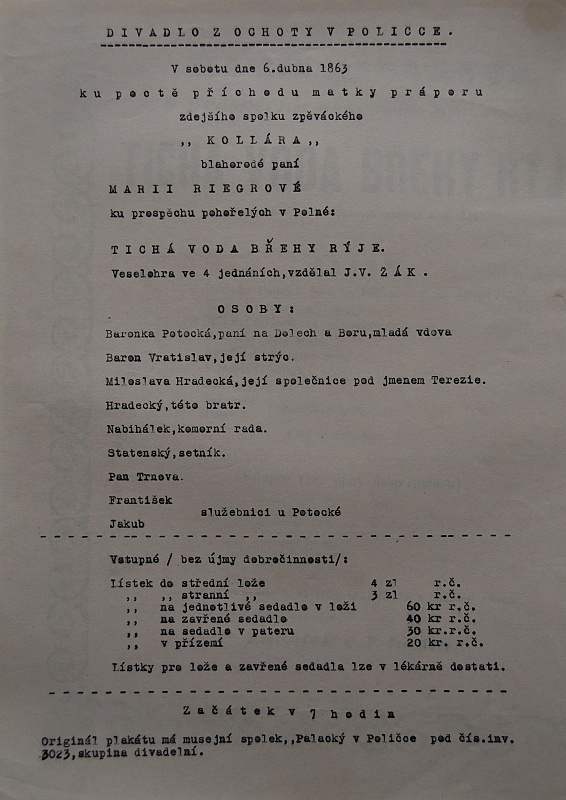 DIVADLO Z OCHOTY V POLICCE.
V sobotu dne 6.dubna 1863
ku poctě příchodu matky práporu
zdejšího spolku zpěváckého
,, KOLLÁRA,,
blahorodé paní
MARII RIEGROVÉ
ku prospěchu pohořelých v Polné:
TICHÁ VODA BŘEHY RÝJE.
Veselohra ve 4 jednáních,vzdělal J.V. ŽÁK .
OSOBY:
Baronka Potocká,paní na Dolech a Boru,mladá vdova
Baron Vratislav,její strýc.
Miloslava Hradecká,její společnice pod jmenem Terezie.
Hradecký,této bratr.
Nabihálek,komorní rada.
Statenský,setník.
Pan Trnova.
František
služebnici u Potocké
Jakub
Vstupné / bez újmy dobročinnosti/:
Lístek do střední lože 4 zl r.č.
,, ,, stranní ,, 3 zl r.č.
,, na jednotlivé sedadlo v loži 60 kr r.č.
,, na zavřené sedadlo 40 kr r.č.
,, na sedadlo v pateru 30 kr.r.č.
,, v přízemí 20 kr. r.č.
Lístky pro lože a zavřené sedadla lze v lékárně dostati.
Začátek v 7 hodin
Originál plakátu má musejní spolek,,Palacký v Poličce pod čís.inv.
3023,skupina divadelní.